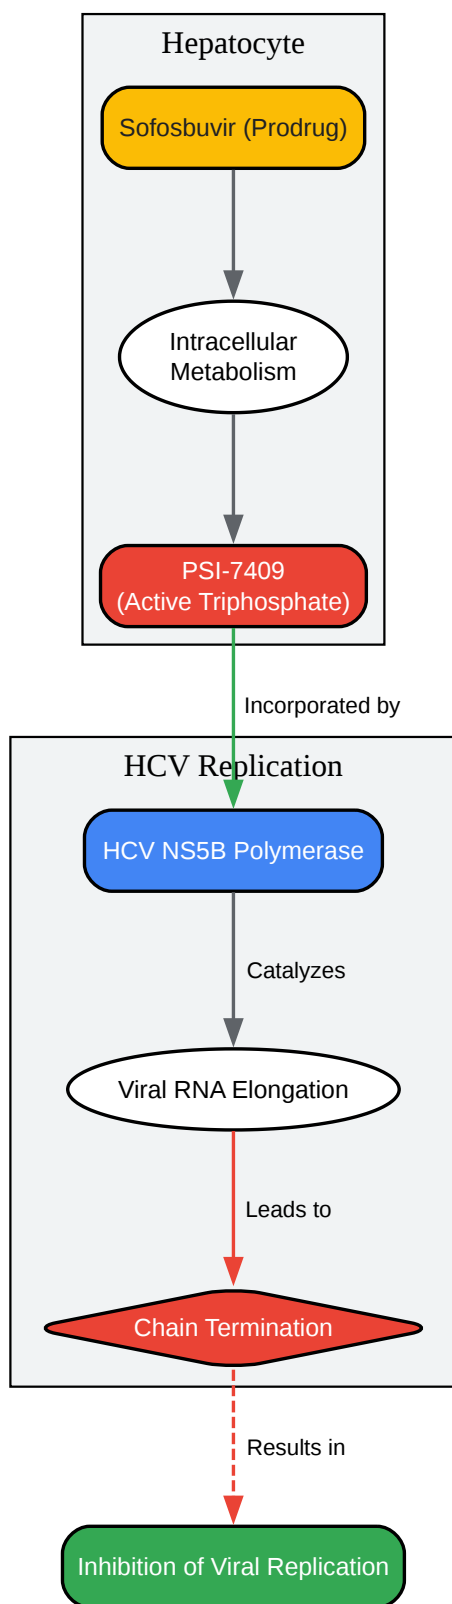 Hepatocyte
Sofosbuvir (Prodrug)
Intracellular
Metabolism
PSI-7409
(Active Triphosphate)
Incorporated by
HCV Replication
HCV NS5B Polymerase
Catalyzes
Viral RNA Elongation
Leads to
Chain Termination
Results in
Inhibition of Viral Replication